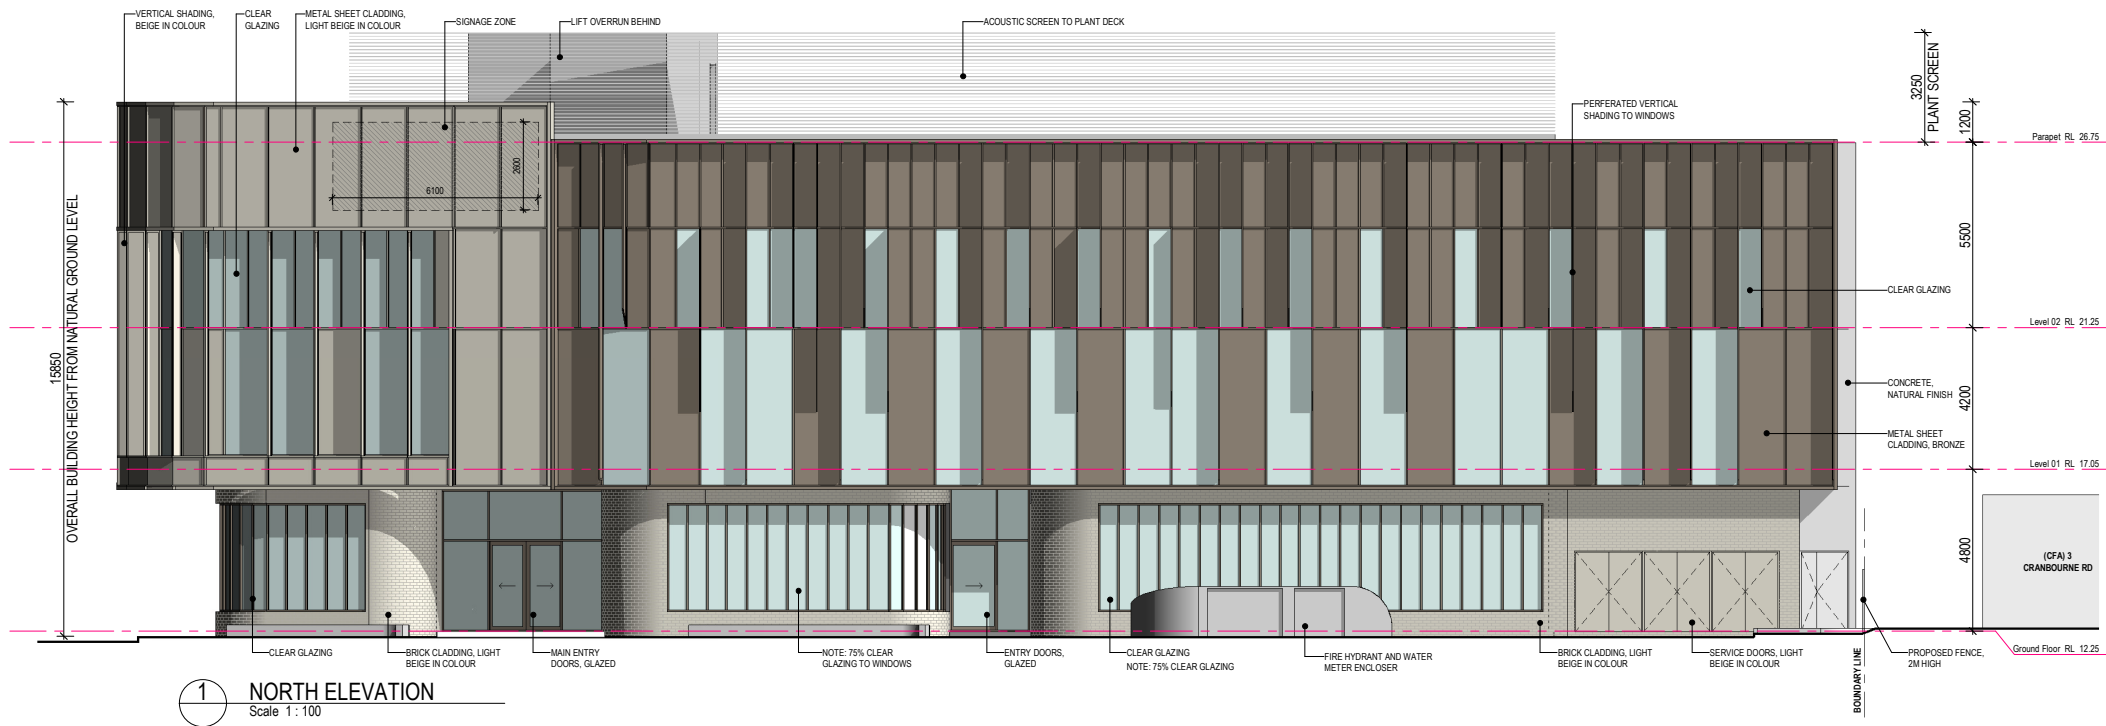 VERTICAL SHADING,
BEIGE IN COLOUR
CLEAR
GLAZING
METAL SHEET CLADDING,
LIGHT BEIGE IN COLOUR
SIGNAGE ZONE
LIFT OVERRUN BEHIND
ACOUSTIC SCREEN TO PLANT DECK
3250
PLANT SCREEN
1200
PERFERATED VERTICAL
SHADING TO WINDOWS
Parapet RL 26.75
2600
6100
15850
OVERALL BUILDING HEIGHT FROM NATURAL GROUND LEVEL
5500
CLEAR GLAZING
Level 02 RL 21.25
CONCRETE,
NATURAL FINISH
4200
METAL SHEET
CLADDING, BRONZE
Level 01 RL 17.05
4800
(CFA) 3
CRANBOURNE RD
CLEAR GLAZING
BRICK CLADDING, LIGHT
BEIGE IN COLOUR
MAIN ENTRY
DOORS, GLAZED
NOTE: 75% CLEAR
GLAZING TO WINDOWS
ENTRY DOORS,
GLAZED
CLEAR GLAZING
NOTE: 75% CLEAR GLAZING
FIRE HYDRANT AND WATER
METER ENCLOSER
BRICK CLADDING, LIGHT
BEIGE IN COLOUR
SERVICE DOORS, LIGHT
BEIGE IN COLOUR
BOUNDARY LINE
PROPOSED FENCE,
2M HIGH
Ground Floor RL 12.25
1
NORTH ELEVATION
Scale 1 : 100